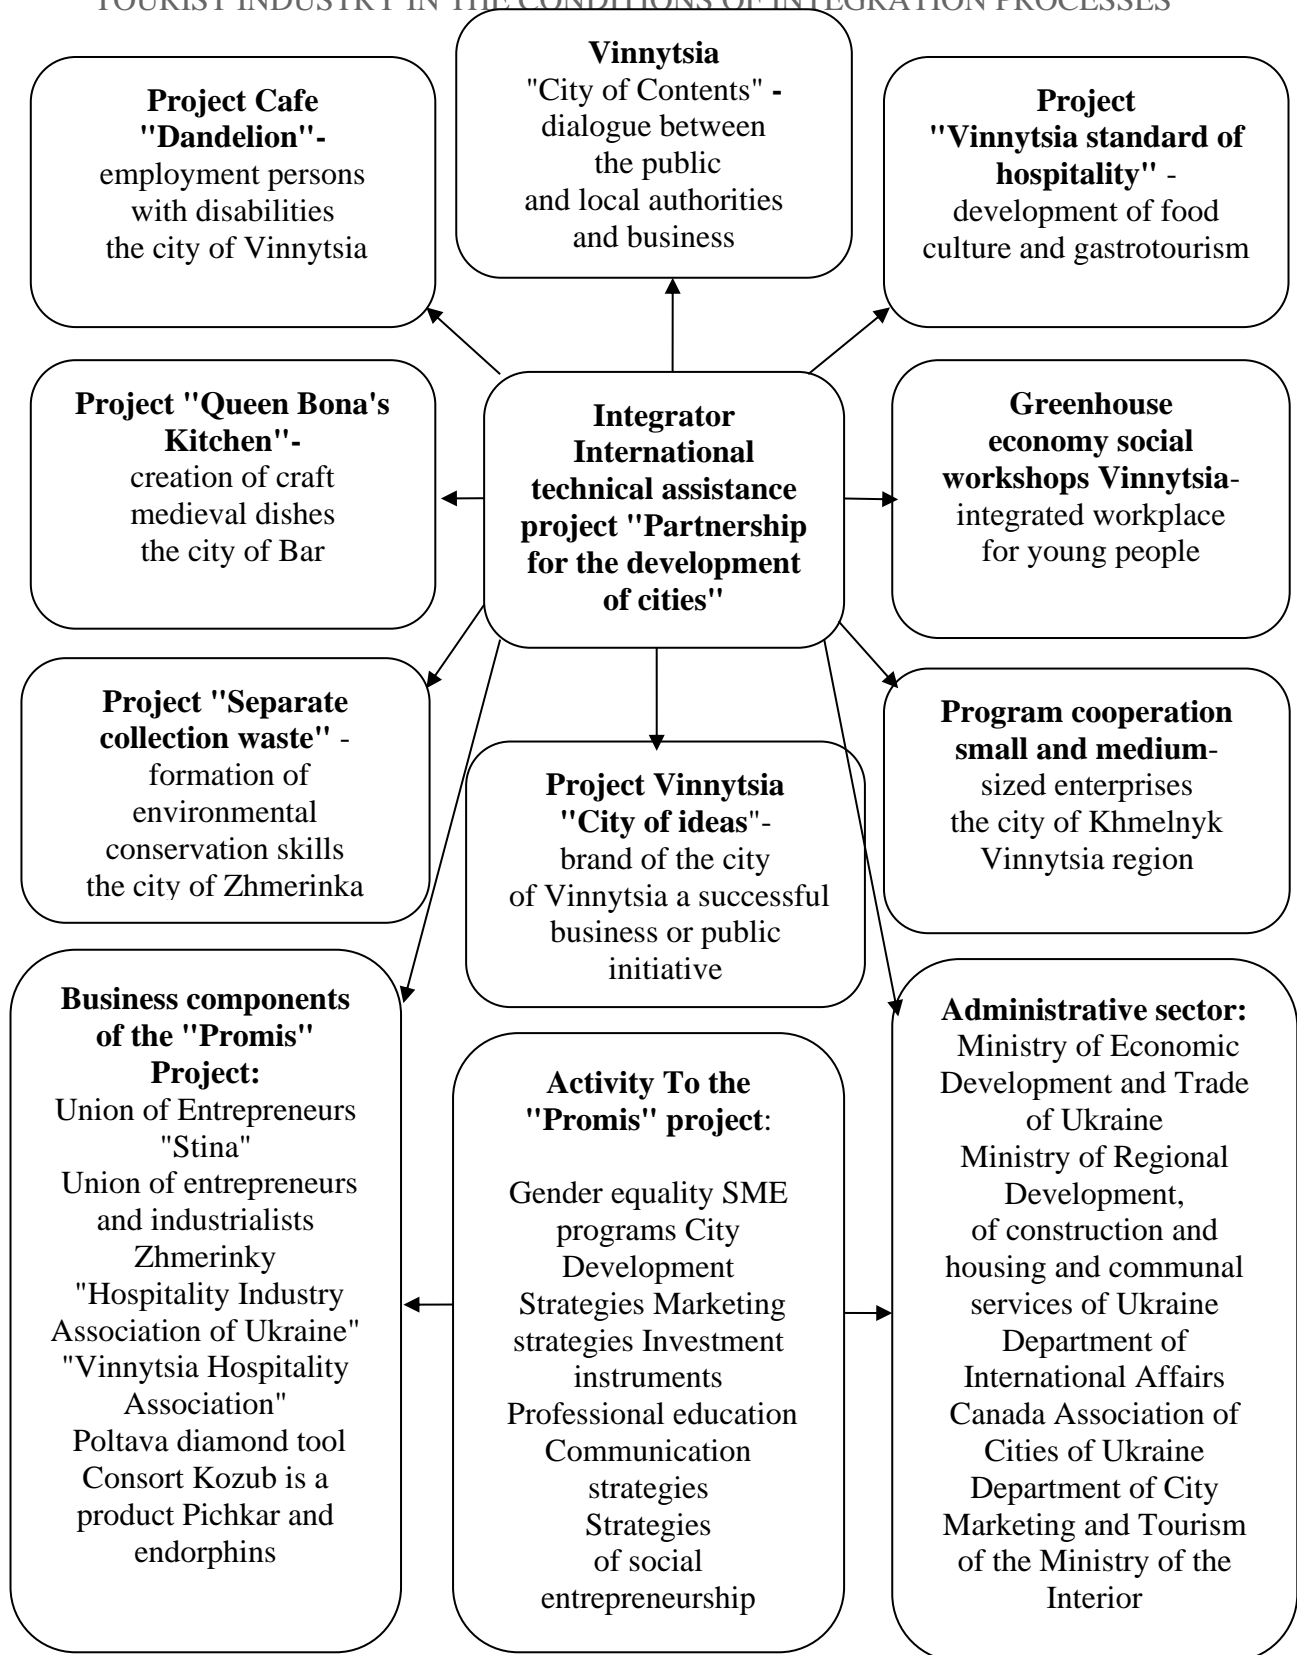 TOURIST INDUSTRY IN THE CONDITIONS OF INTEGRATION PROCESSES
Vinnytsia
"City of Contents" -
dialogue between
the public
and local authorities
and business
Project Cafe
"Dandelion"-
employment persons
with disabilities
the city of Vinnytsia
Project
"Vinnytsia standard of
hospitality" -
development of food
culture and gastrotourism
Project "Queen Bona's
Kitchen"-
creation of craft
medieval dishes
the city of Bar
Integrator
International
technical assistance
project "Partnership
for the development
of cities"
Greenhouse
economy social
workshops Vinnytsia-
integrated workplace
for young people
Project "Separate
collection waste" -
formation of
environmental
conservation skills
the city of Zhmerinka
Project Vinnytsia
"City of ideas"-
brand of the city
of Vinnytsia a successful
business or public
initiative
Program cooperation
small and medium-
sized enterprises
the city of Khmelnyk
Vinnytsia region
Business components
of the "Promis"
Project:
Union of Entrepreneurs
"Stina"
Union of entrepreneurs
and industrialists
Zhmerinky
"Hospitality Industry
Association of Ukraine"
"Vinnytsia Hospitality
Association"
Poltava diamond tool
Consort Kozub is a
product Pichkar and
endorphins
Activity To the
"Promis" project:
Gender equality SME
programs City
Development
Strategies Marketing
strategies Investment
instruments
Professional education
Communication
strategies
Strategies
of social
entrepreneurship
Administrative sector:
Ministry of Economic
Development and Trade
of Ukraine
Ministry of Regional
Development,
of construction and
housing and communal
services of Ukraine
Department of
International Affairs
Canada Association of
Cities of Ukraine
Department of City
Marketing and Tourism
of the Ministry of the
Interior